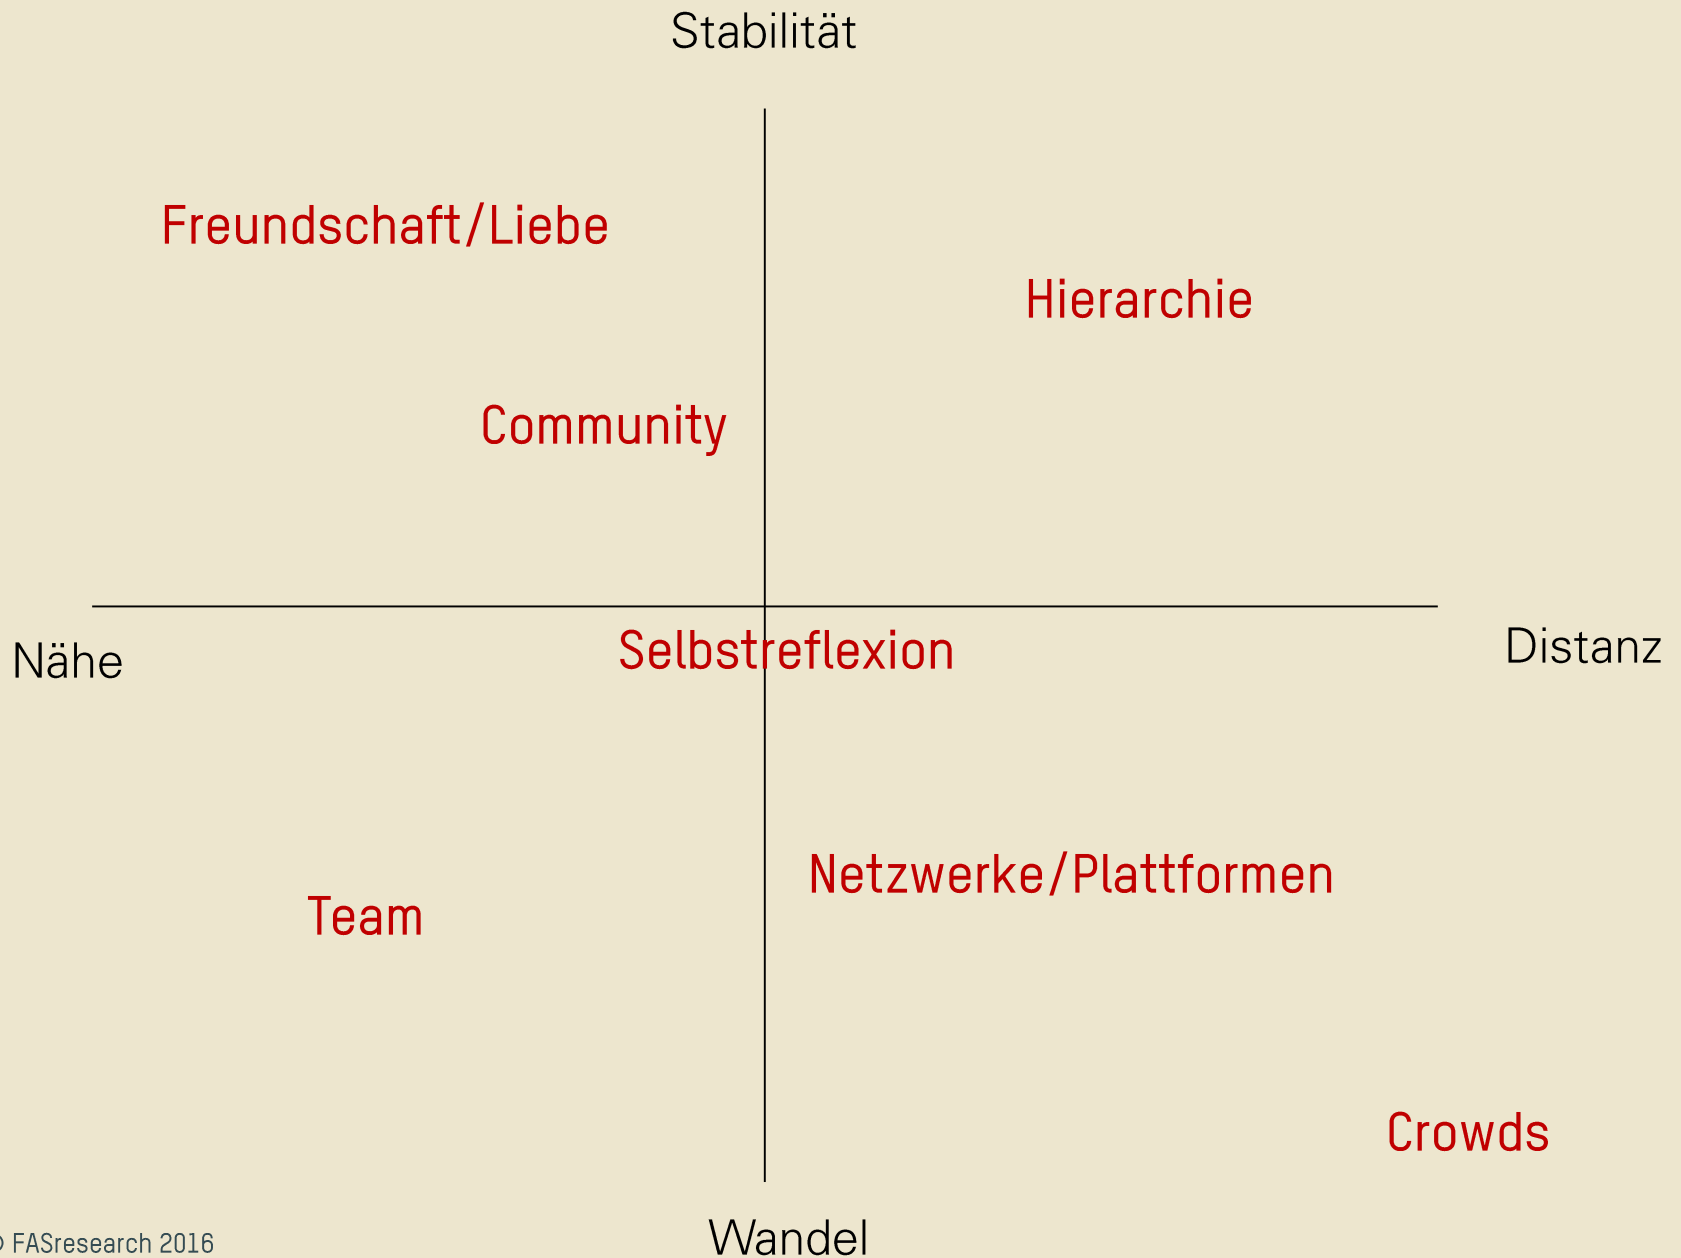 Stabilität
Freundschaft/Liebe
Hierarchie
Community
Selbstreflexion
Nähe
Distanz
Netzwerke/Plattformen
Team
Crowds
Wandel
© FASresearch 2016